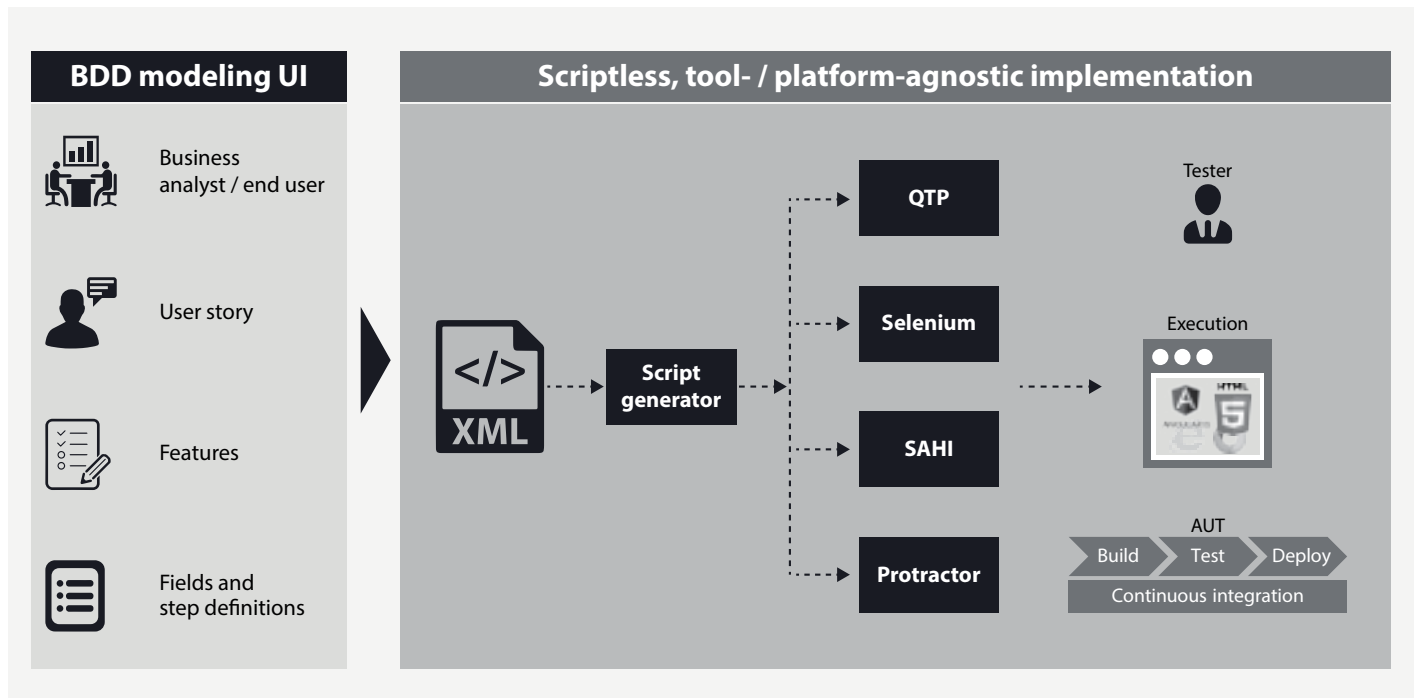 BDD modeling UI
Business
analyst / end user
User story
Features
Fields and
step definitions
Scriptless, tool- / platform-agnostic implementation
</>
XML
Script
generator
QTP
Selenium
SAHI
Protractor
Tester
Execution
HTML
5
AUT
Build
Test
Deploy
Continuous integration